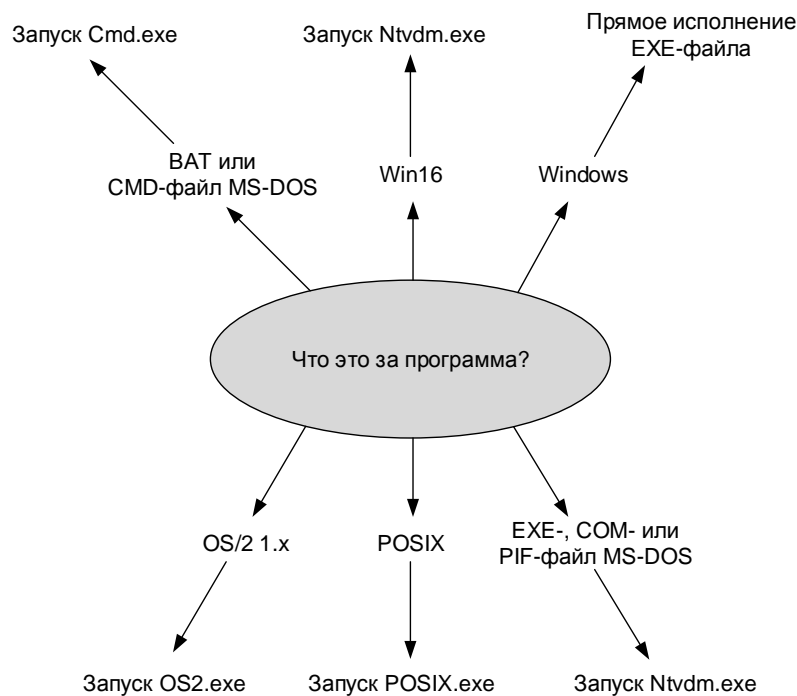 Запуск Cmd.exe
Запуск Ntvdm.exe
Прямое исполнение
EXE-файла
BAT или
CMD-файл MS-DOS
Win16
Windows
Что это за программа?
OS/2 1.x
POSIX
EXE-, COM- или
PIF-файл MS-DOS
Запуск OS2.exe
Запуск POSIX.exe
Запуск Ntvdm.exe